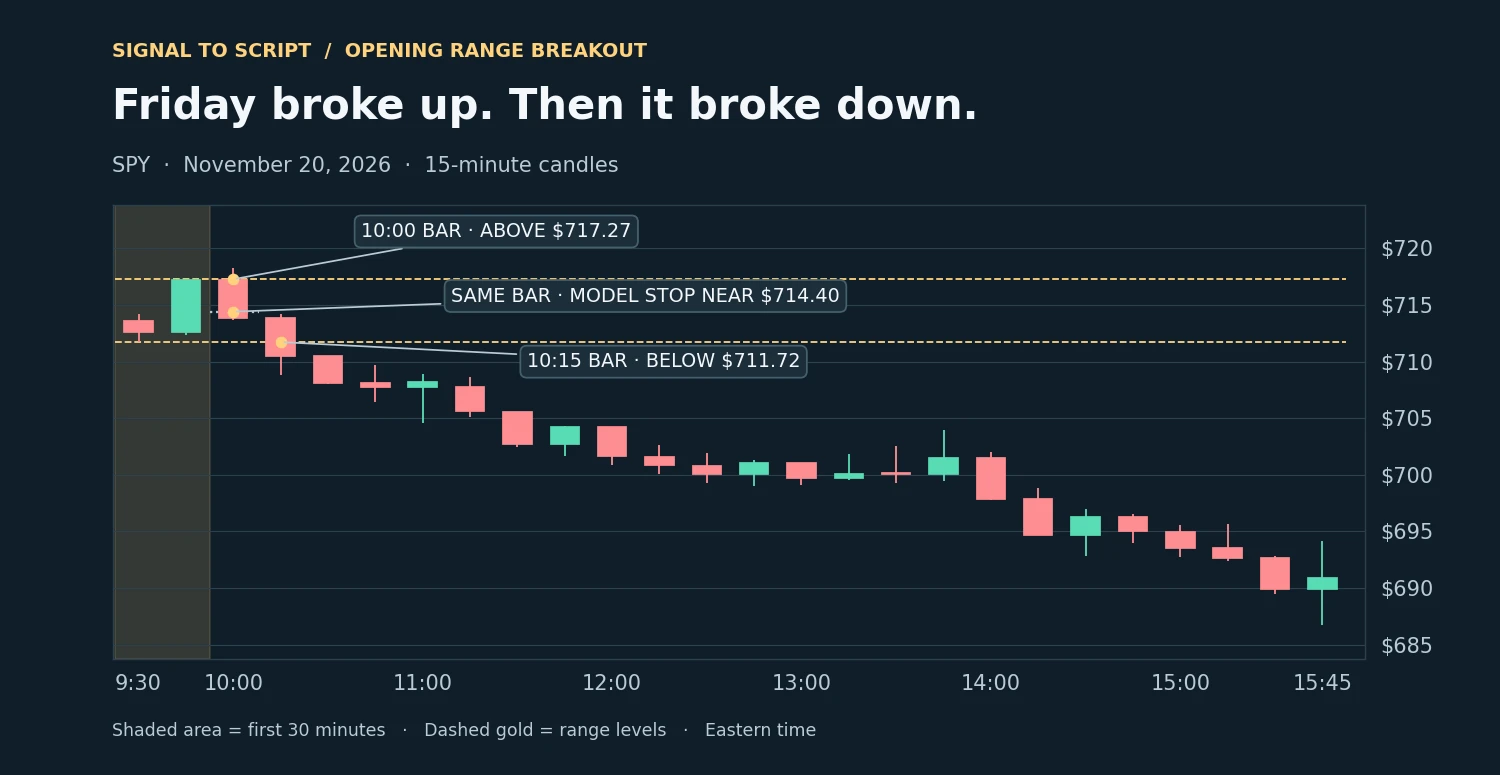 SIGNAL TO SCRIPT / OPENING RANGE BREAKOUT
Friday broke up. Then it broke down.
SPY · November 20, 2026 · 15-minute candles
10:00 BAR · ABOVE $717.27
SAME BAR · MODEL STOP NEAR $714.40
10:15 BAR · BELOW $711.72
$720
$715
$710
$705
$700
$695
$690
$685
9:30 10:00 11:00 12:00 13:00 14:00 15:00 15:45
Shaded area = first 30 minutes · Dashed gold = range levels · Eastern time